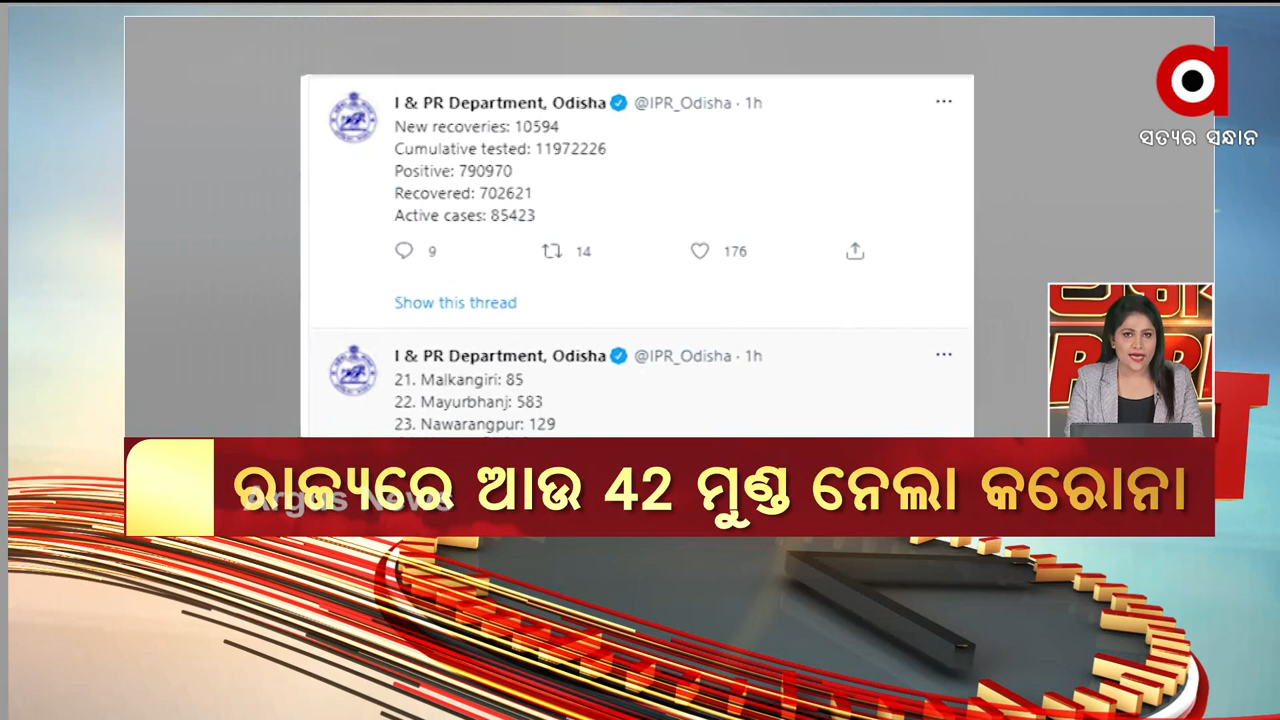 I & PR Department, Odisha @IPR_Odisha · 1h
New recoveries: 10594
Cumulative tested: 11972226
Positive: 790970
Recovered: 702621
Active cases: 85423
9 14 176
Show this thread
I & PR Department, Odisha @IPR_Odisha · 1h
21. Malkangiri: 85
22. Mayurbhanj: 583
23. Nawarangpur: 129
ସତ୍ୟର ସନ୍ଧାନ
ରାଜ୍ୟରେ ଆଉ 42 ମୁଣ୍ଡ ନେଲା କରୋନା
Argus News